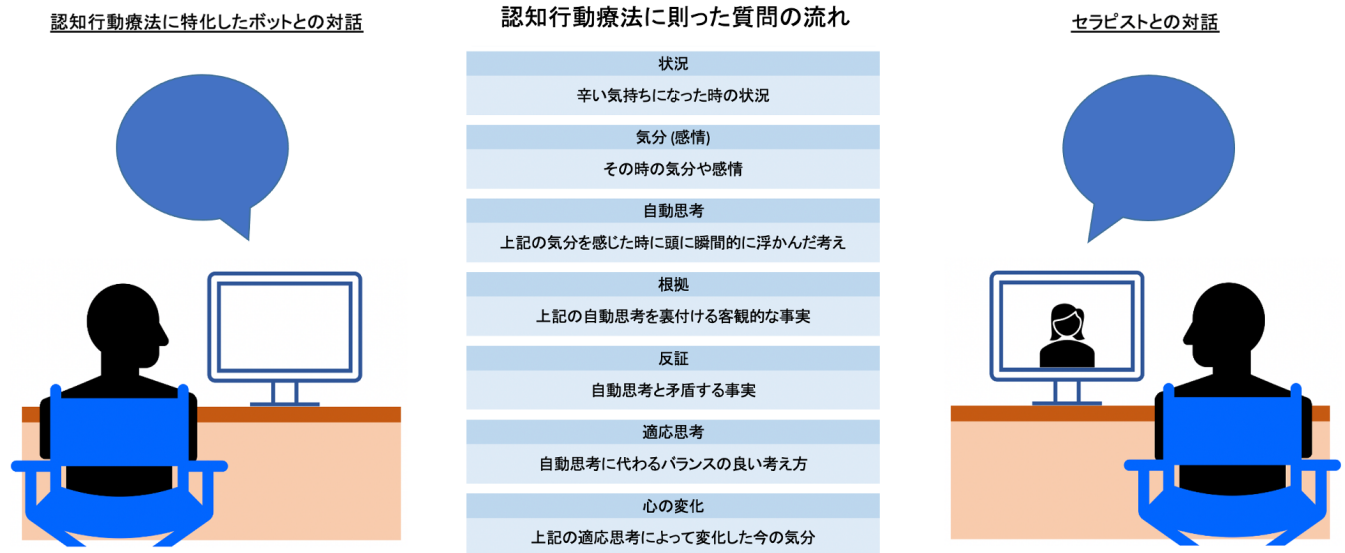 認知行動療法に特化したボットとの対話
認知行動療法に則った質問の流れ
セラピストとの対話
状況
辛い気持ちになった時の状況
気分 (感情)
その時の気分や感情
自動思考
上記の気分を感じた時に頭に瞬間的に浮かんだ考え
根拠
上記の自動思考を裏付ける客観的な事実
反証
自動思考と矛盾する事実
適応思考
自動思考に代わるバランスの良い考え方
心の変化
上記の適応思考によって変化した今の気分